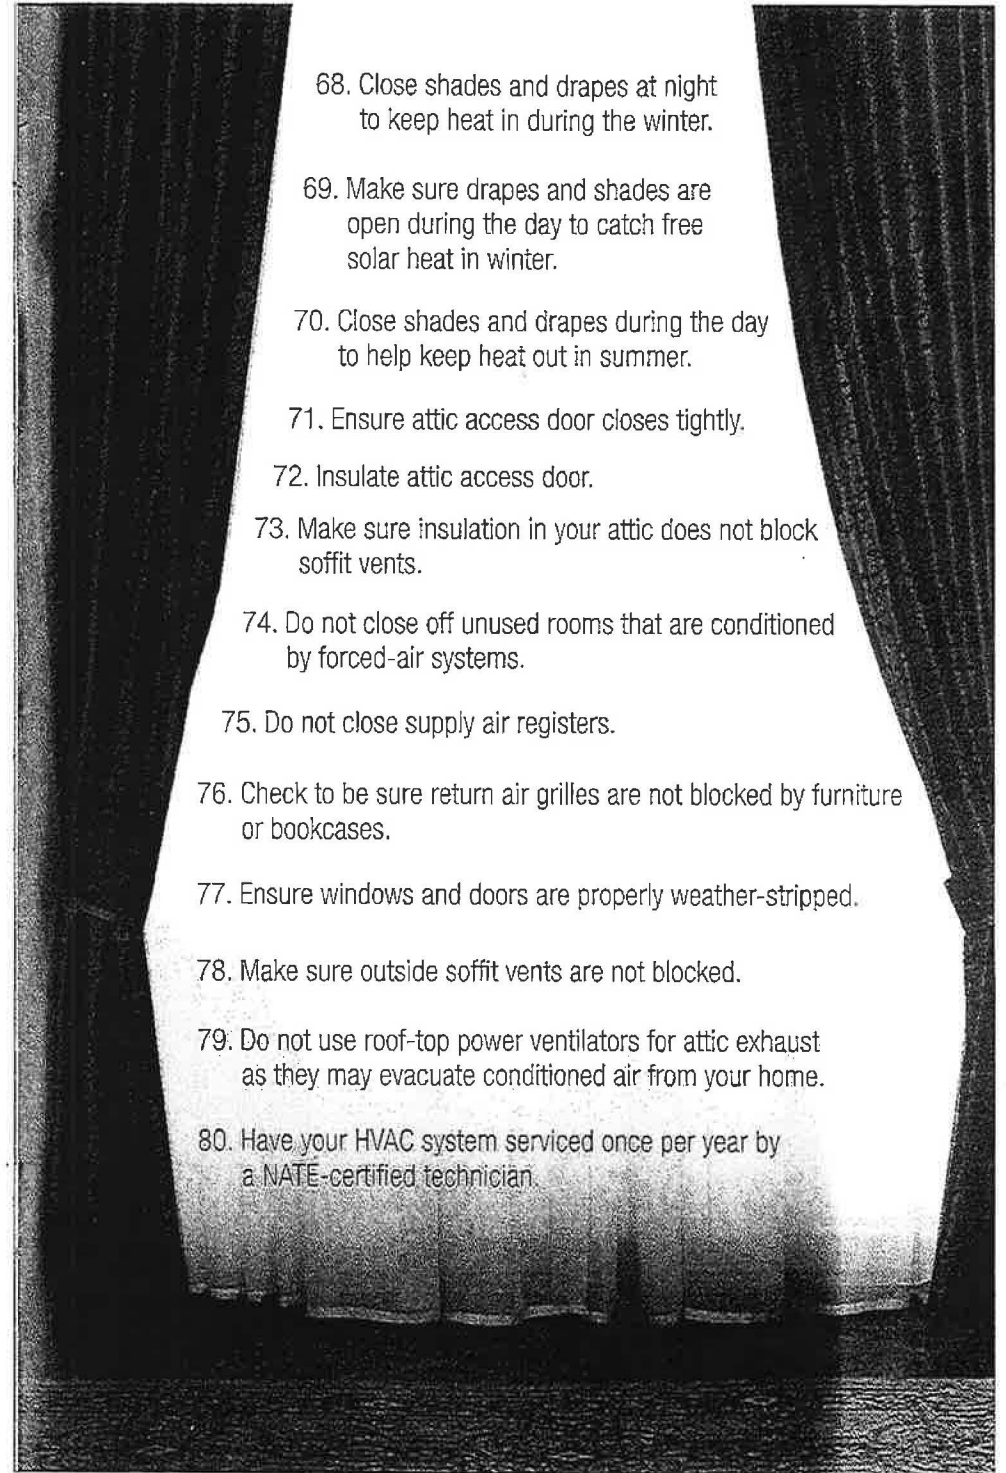 68. Close shades and drapes at night
to keep heat in during the winter.
69. Make sure drapes and shades are
open during the day to catch free
solar heat in winter.
70. Close shades and drapes during the day
to help keep heat out in summer.
71. Ensure attic access door closes tightly.
72. Insulate attic access door.
73. Make sure insulation in your attic does not block
soffit vents.
74. Do not close off unused rooms that are conditioned
by forced-air systems.
75. Do not close supply air registers.
76. Check to be sure return air grilles are not blocked by furniture
or bookcases.
77. Ensure windows and doors are properly weather-stripped.
78. Make sure outside soffit vents are not blocked.
79. Do not use roof-top power ventilators for attic exhaust
as they may evacuate conditioned air from your home.
80. Have your HVAC system serviced once per year by
a NATE-certified technician.